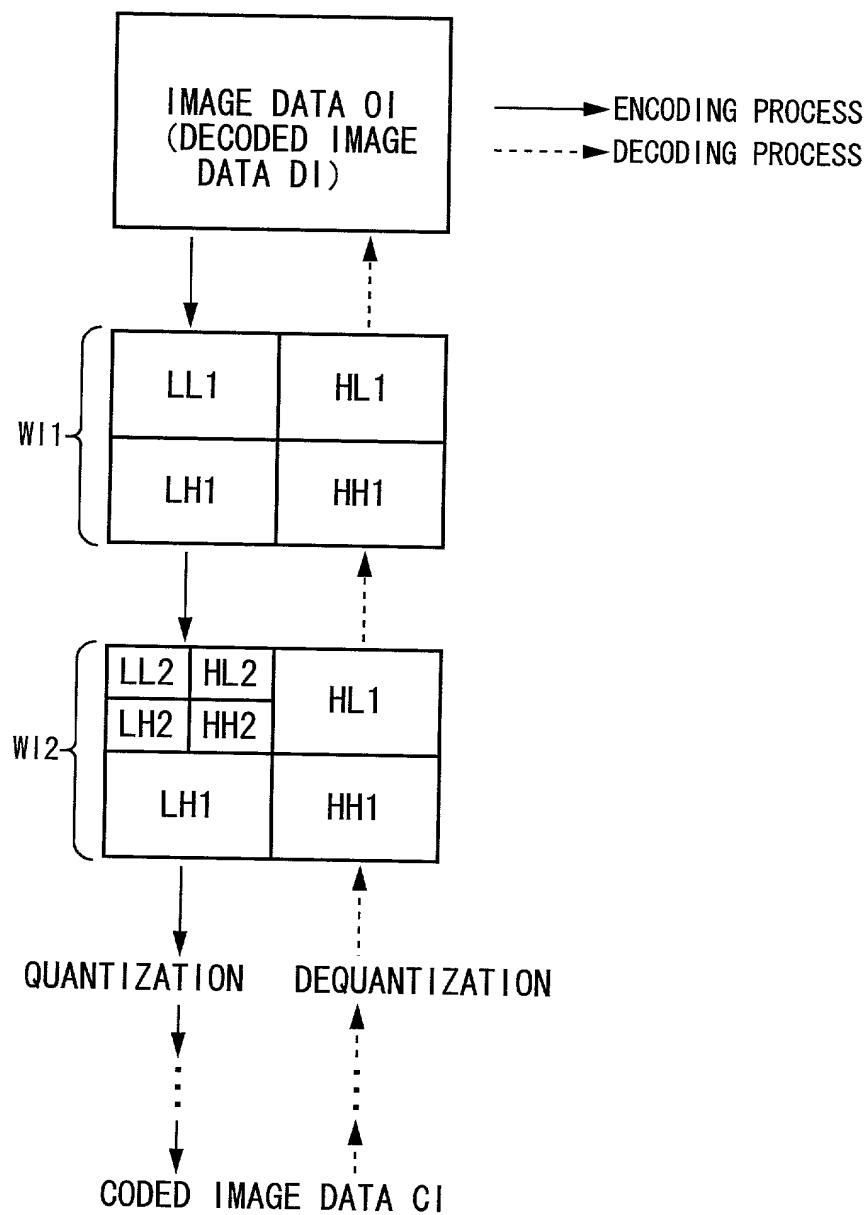 IMAGE DATA OI
(DECODED IMAGE
DATA DI)
ENCODING PROCESS
DECODING PROCESS
WI1
LL1
HL1
LH1
HH1
WI2
LL2
HL2
HL1
LH2
HH2
LH1
HH1
QUANTIZATION
DEQUANTIZATION
CODED IMAGE DATA CI